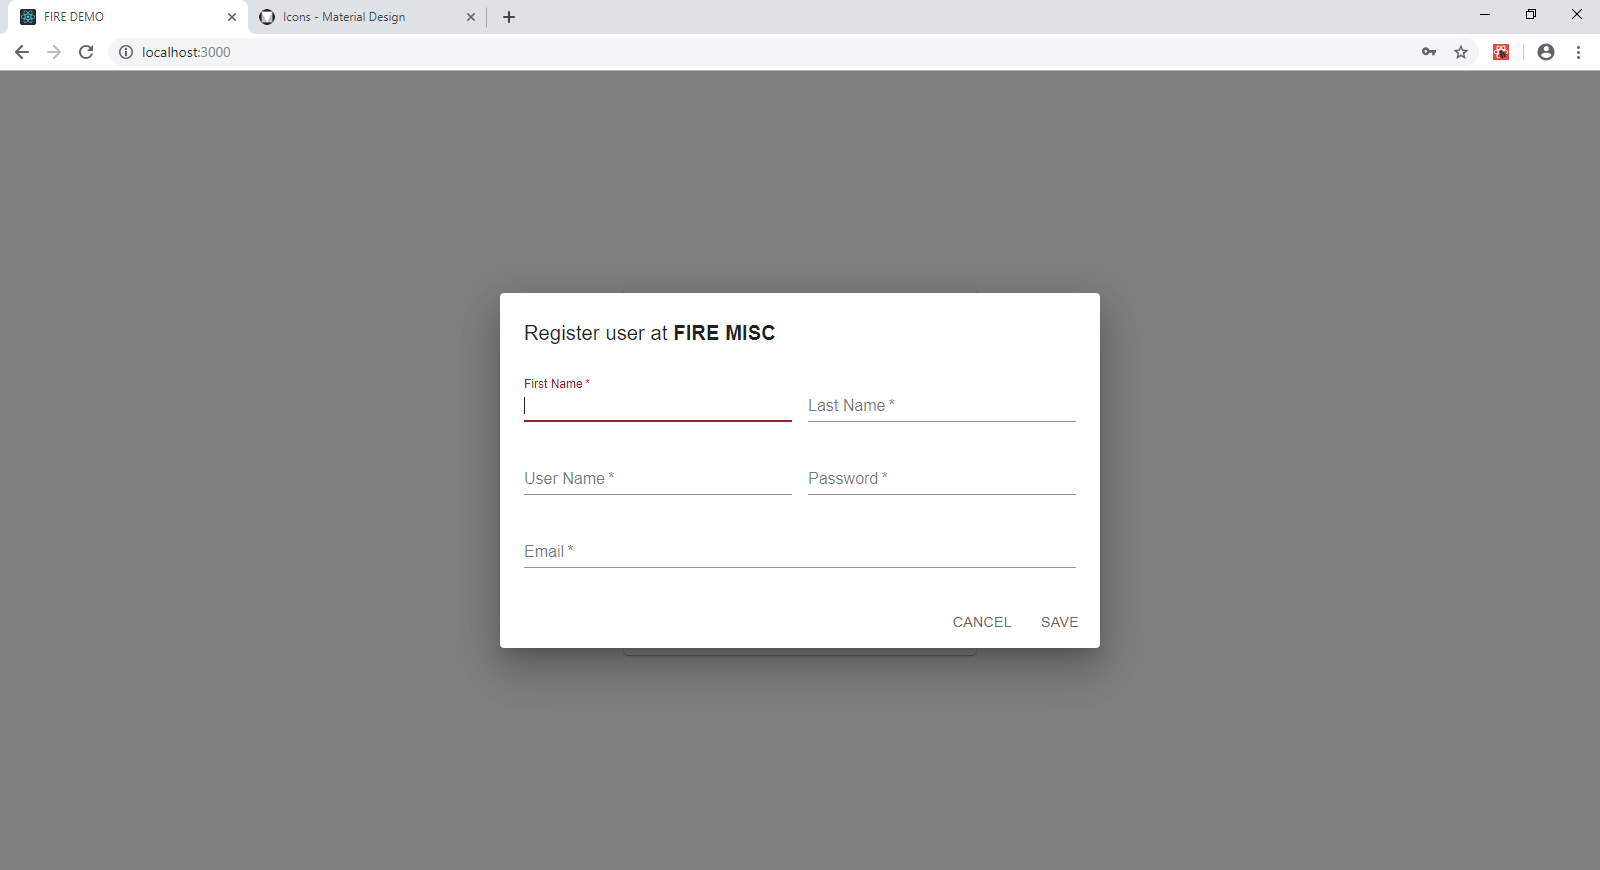 FIRE DEMO
Icons - Material Design
localhost:3000
Register user at FIRE MISC
First Name *
Last Name *
User Name *
Password *
Email *
CANCEL SAVE